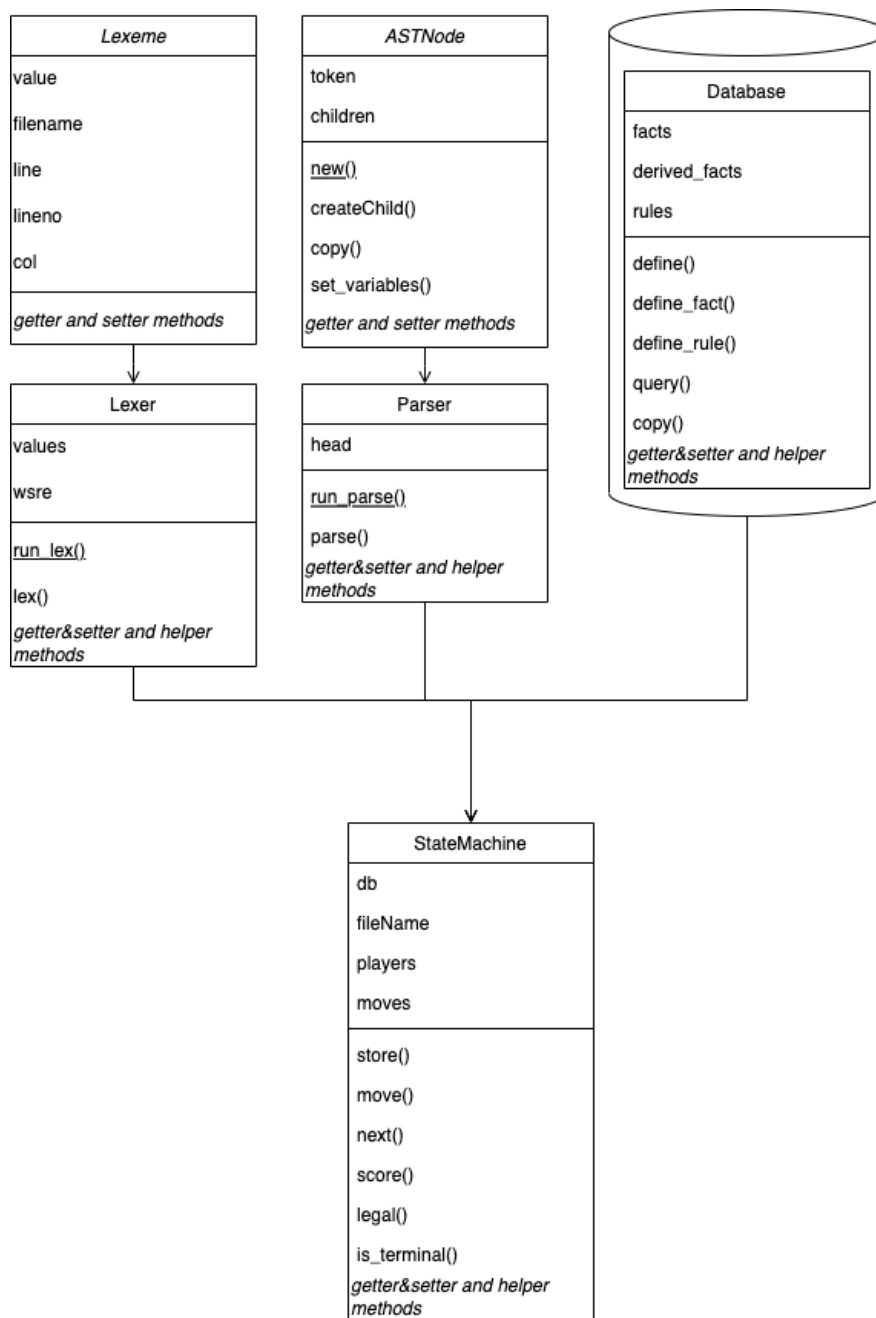 Lexeme
value
filename
line
lineno
col
getter and setter methods
ASTNode
token
children
new()
createChild()
copy()
set_variables()
getter and setter methods
Database
facts
derived_facts
rules
define()
define_fact()
define_rule()
query()
copy()
getter&setter and helper
methods
Lexer
values
wsre
run_lex()
lex()
getter&setter and helper
methods
Parser
head
run_parse()
parse()
getter&setter and helper
methods
StateMachine
db
fileName
players
moves
store()
move()
next()
score()
legal()
is_terminal()
getter&setter and helper
methods